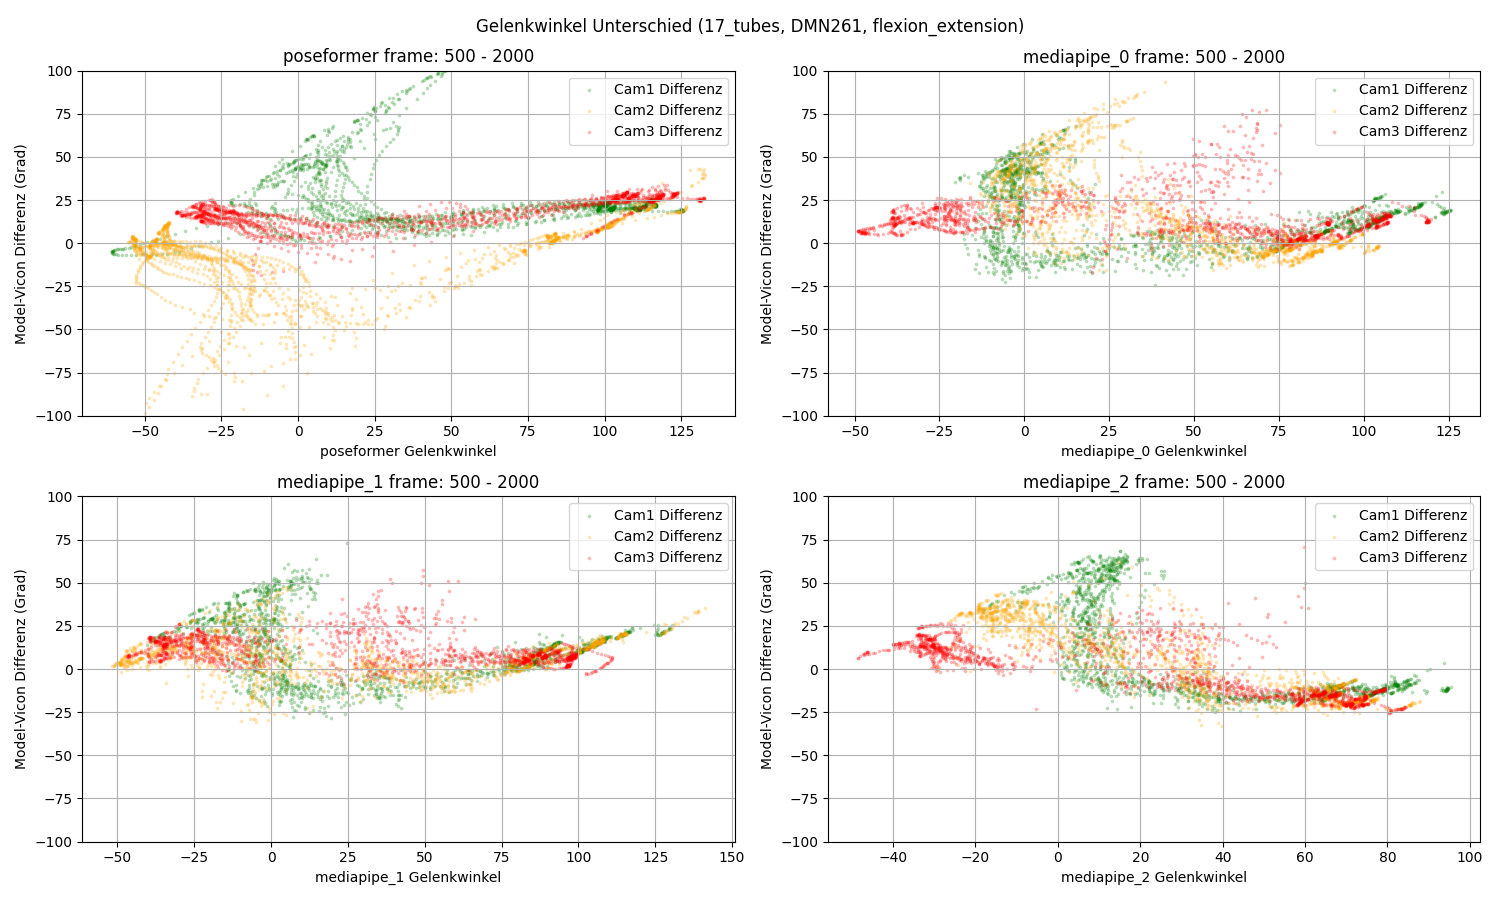 Gelenkwinkel Unterschied (17_tubes, DMN261, flexion_extension)
poseformer frame: 500 - 2000
100
75
50
25
0
−25
−50
−75
−100
Model-Vicon Differenz (Grad)
Cam1 Differenz
Cam2 Differenz
Cam3 Differenz
−50 −25 0 25 50 75 100 125
poseformer Gelenkwinkel
mediapipe_0 frame: 500 - 2000
100
75
50
25
0
−25
−50
−75
−100
Model-Vicon Differenz (Grad)
Cam1 Differenz
Cam2 Differenz
Cam3 Differenz
−50 −25 0 25 50 75 100 125
mediapipe_0 Gelenkwinkel
mediapipe_1 frame: 500 - 2000
100
75
50
25
0
−25
−50
−75
−100
Model-Vicon Differenz (Grad)
Cam1 Differenz
Cam2 Differenz
Cam3 Differenz
−50 −25 0 25 50 75 100 125 150
mediapipe_1 Gelenkwinkel
mediapipe_2 frame: 500 - 2000
100
75
50
25
0
−25
−50
−75
−100
Model-Vicon Differenz (Grad)
Cam1 Differenz
Cam2 Differenz
Cam3 Differenz
−40 −20 0 20 40 60 80 100
mediapipe_2 Gelenkwinkel